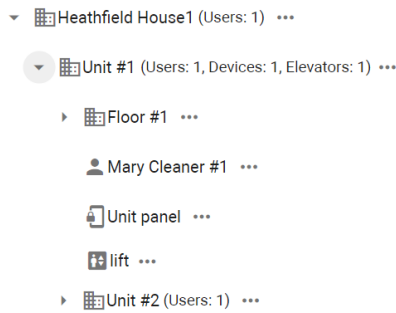 Heathfield House1 (Users: 1)
Unit #1 (Users: 1, Devices: 1, Elevators: 1)
Floor #1
Mary Cleaner #1
Unit panel
lift
Unit #2 (Users: 1)